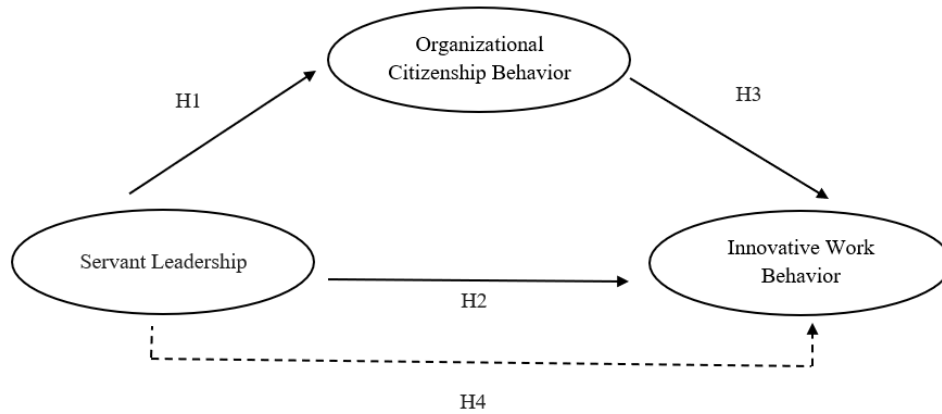 Organizational
Citizenship Behavior
H1
H3
Servant Leadership
Innovative Work
Behavior
H2
H4